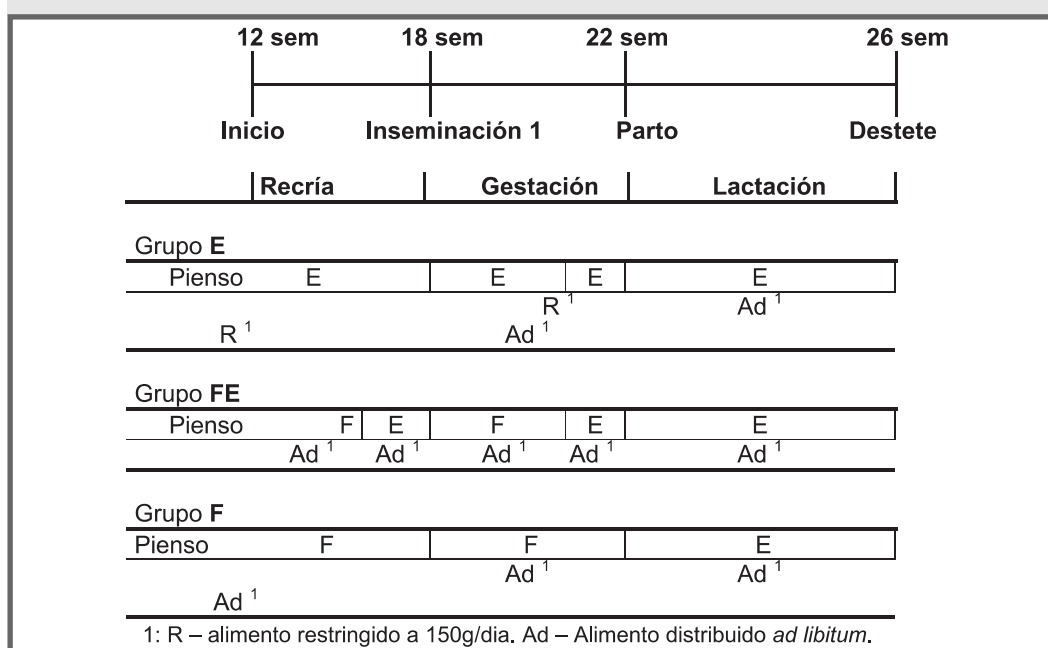 12 sem 18 sem 22 sem 26 sem
Inicio Inseminación 1 Parto Destete
Recría Gestación Lactación
Grupo E
Pienso E E E E
R 1 Ad 1
R 1 Ad 1
Grupo FE
Pienso F E F E E
Ad 1 Ad 1 Ad 1 Ad 1 Ad 1
Grupo F
Pienso F F E
Ad 1 Ad 1
Ad 1
1: R – alimento restringido a 150g/dia. Ad – Alimento distribuido ad libitum.